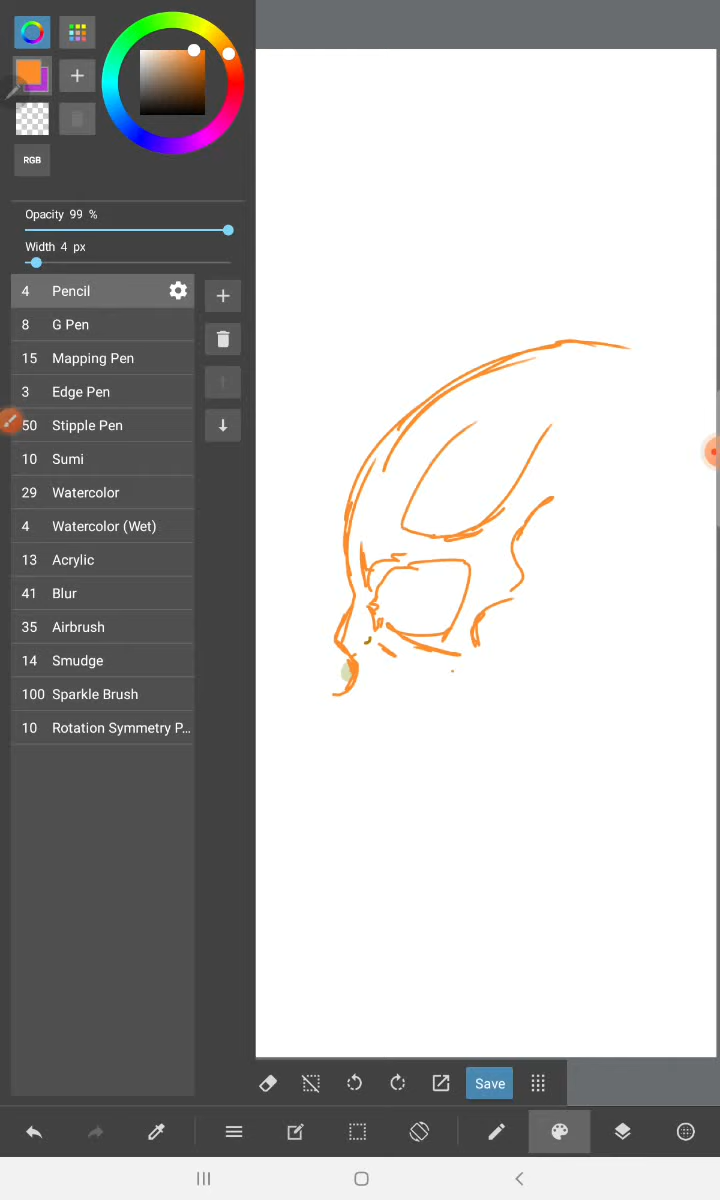 RGB
Opacity 99 %
Width 4 px
4 Pencil
8 G Pen
15 Mapping Pen
3 Edge Pen
50 Stipple Pen
10 Sumi
29 Watercolor
4 Watercolor (Wet)
13 Acrylic
41 Blur
35 Airbrush
14 Smudge
100 Sparkle Brush
10 Rotation Symmetry P...
Save